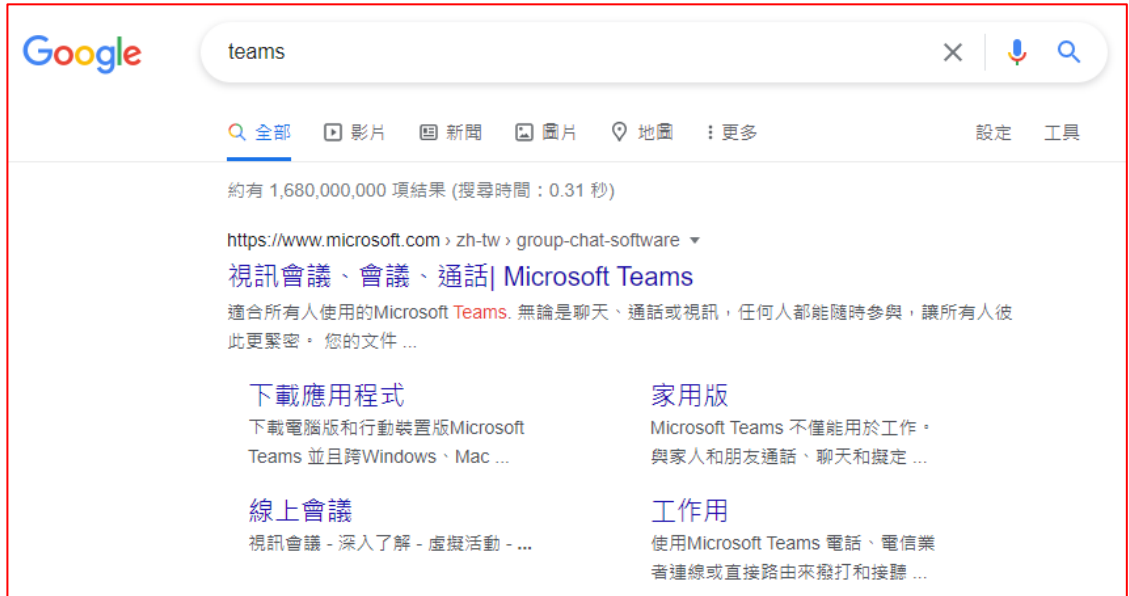 Google
teams
全部 影片 新聞 圖片 地圖 更多 設定 工具
約有 1,680,000,000 項結果 (搜尋時間：0.31 秒)
https://www.microsoft.com › zh-tw › group-chat-software
視訊會議、會議、通話| Microsoft Teams
適合所有人使用的Microsoft Teams. 無論是聊天、通話或視訊，任何人都能隨時參與，讓所有人彼
此更緊密。 您的文件 ...
下載應用程式
下載電腦版和行動裝置版Microsoft
Teams 並且跨Windows、Mac ...
家用版
Microsoft Teams 不僅能用於工作。
與家人和朋友通話、聊天和擬定 ...
線上會議
視訊會議 - 深入了解 - 虛擬活動 - ...
工作用
使用Microsoft Teams 電話、電信業
者連線或直接路由來撥打和接聽 ...